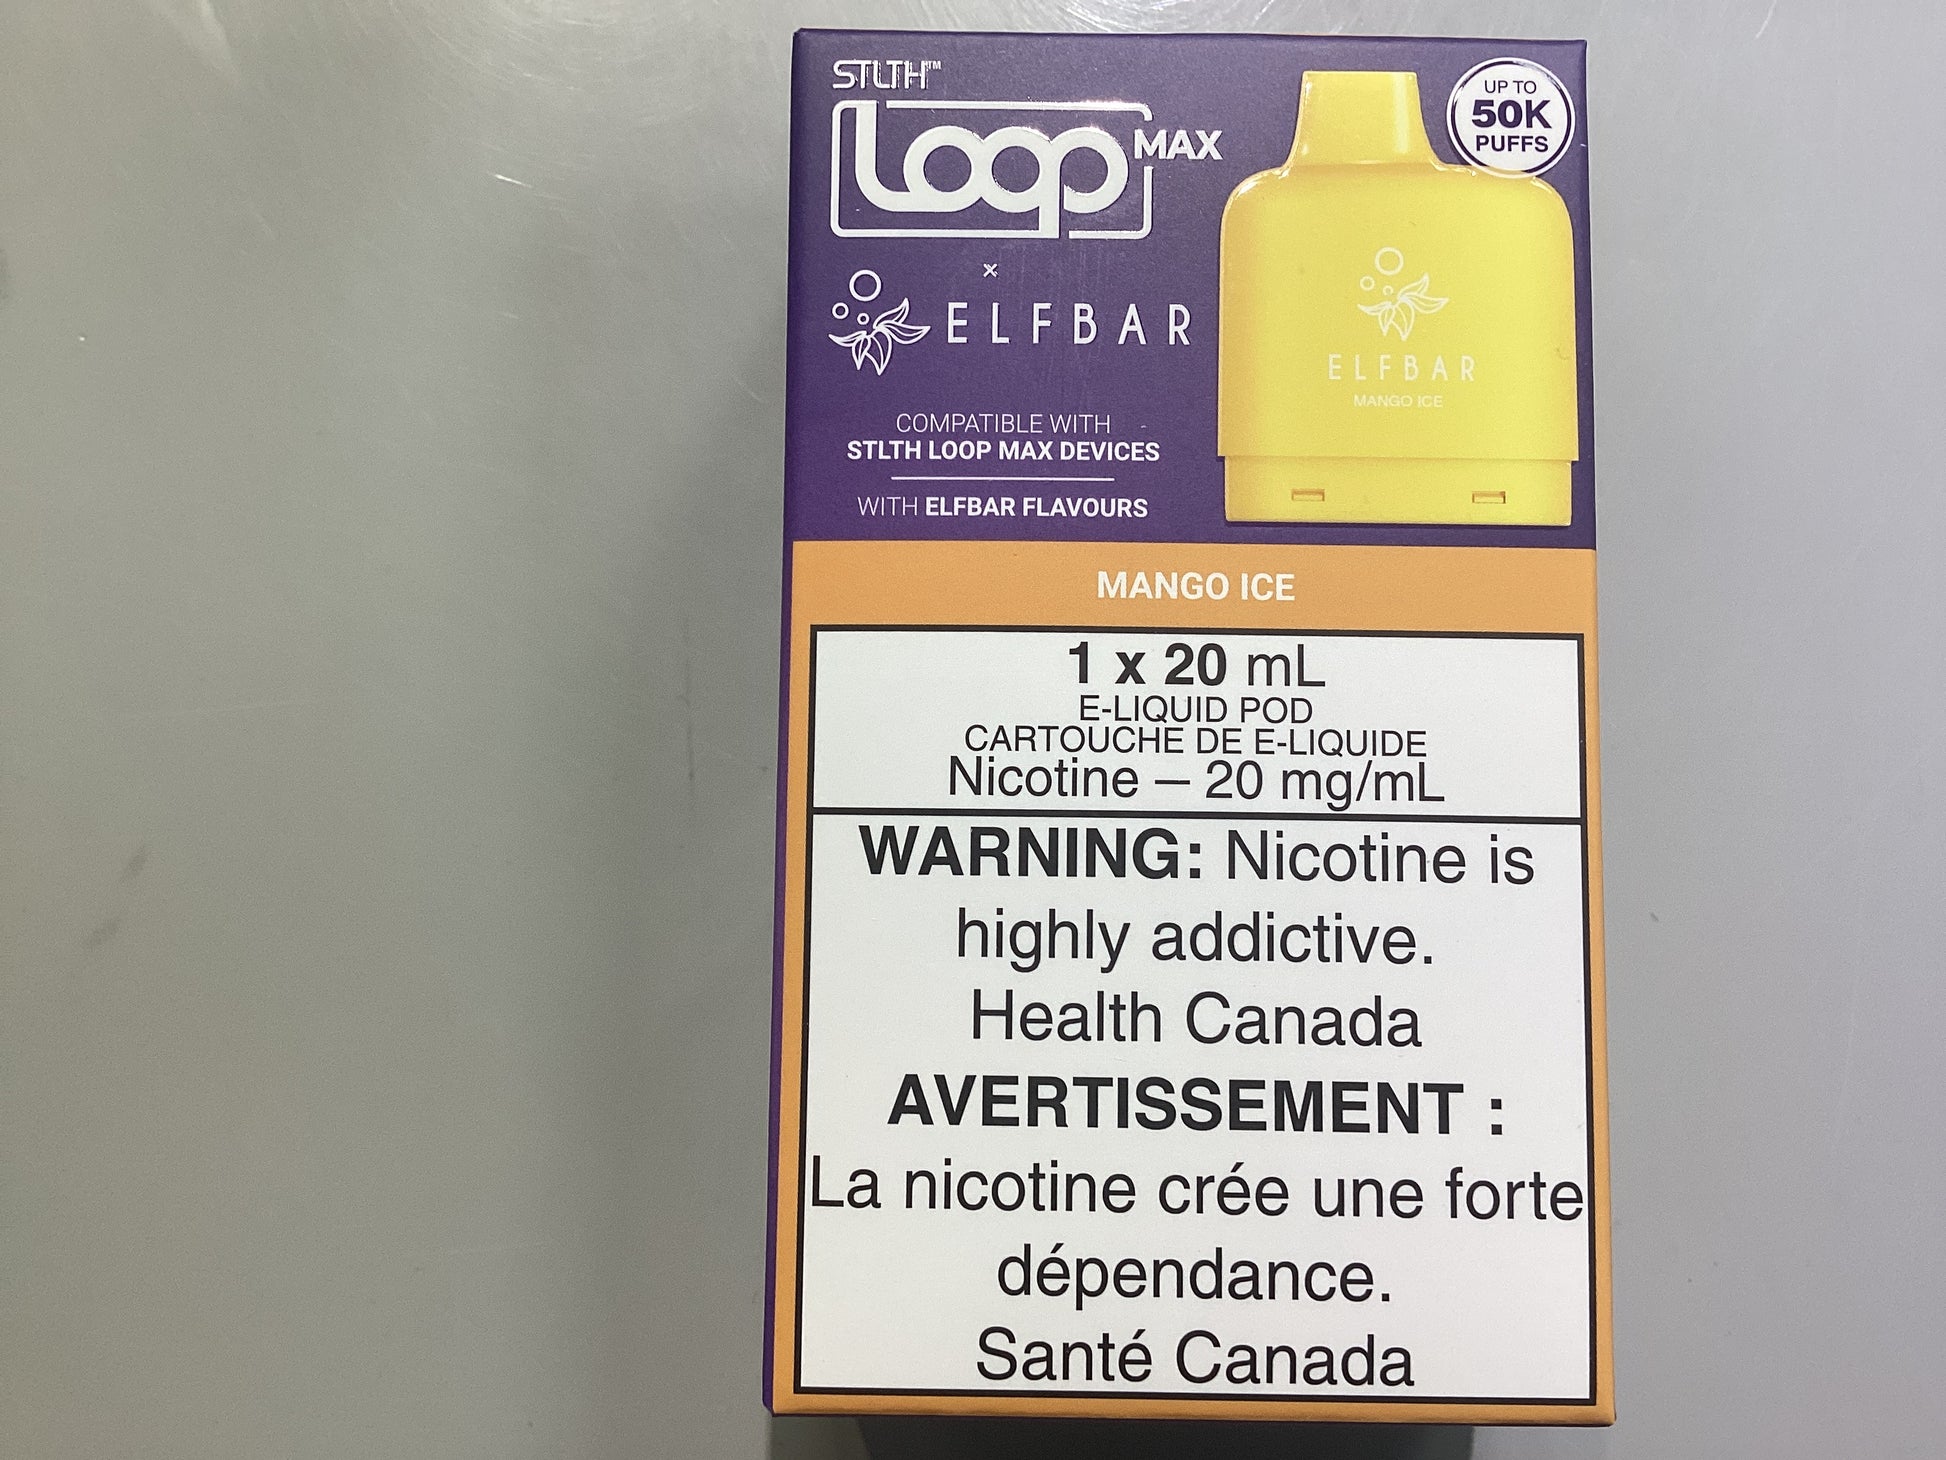 STLTH™
Loop MAX
×
ELFBAR
COMPATIBLE WITH
STLTH LOOP MAX DEVICES
WITH ELFBAR FLAVOURS
UP TO
50K
PUFFS
ELFBAR
MANGO ICE
MANGO ICE
1 x 20 mL
E-LIQUID POD
CARTOUCHE DE E-LIQUIDE
Nicotine – 20 mg/mL
WARNING: Nicotine is
highly addictive.
Health Canada
AVERTISSEMENT :
La nicotine crée une forte
dépendance.
Santé Canada